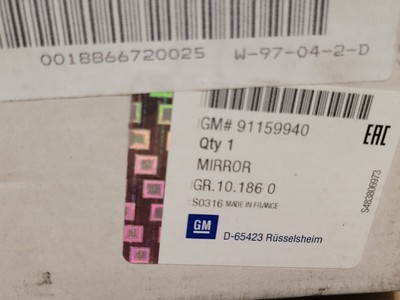 0018866720025 W-97-04-2-D
GM# 91159940
Qty 1
MIRROR
GR.10.186 0
S0316 MADE IN FRANCE
GM D-65423 Rüsselsheim
EAC
S483806973